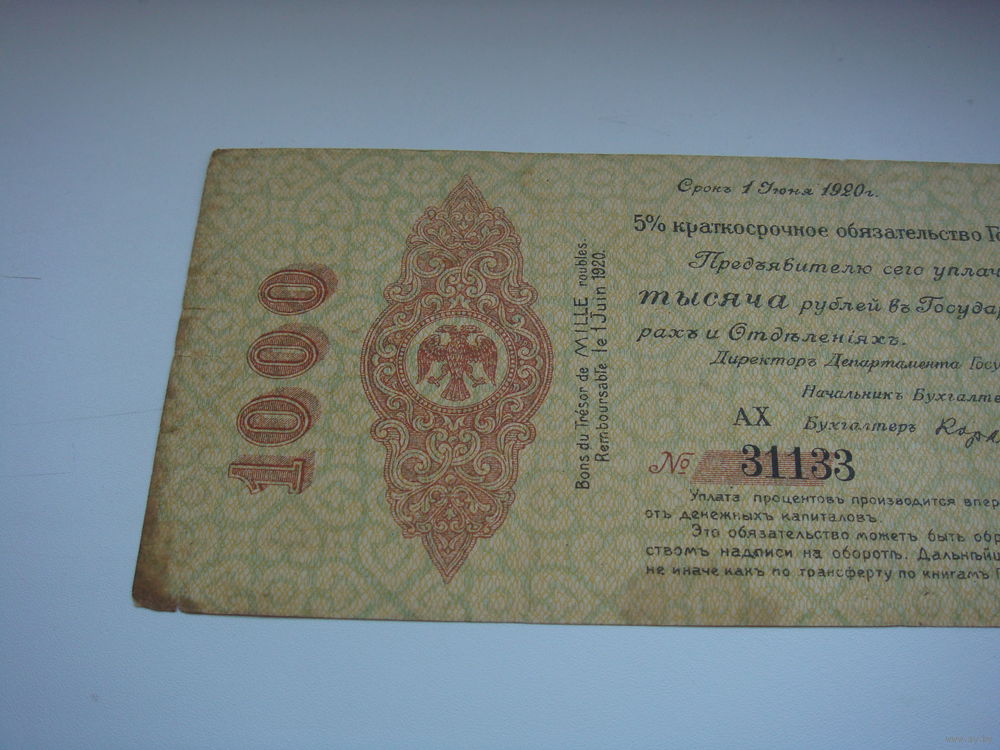 1000
Bons du Trésor de MILLE roubles.
Remboursable le 1 Juin 1920.
Срокъ 1 Іюня 1920г.
5% краткосрочное обязательство Г
Предъявителю сего уплач
тысяча рублей въ Государ
рахъ и Отдѣленіяхъ.
Директоръ Департамента Госу
Начальникъ Бухгалте
АХ Бухгалтеръ
№ 31133
Уплата процентовъ производится впер
отъ денежныхъ капиталовъ.
Это обязательство можетъ быть обр
ствомъ надписи на оборотѣ. Дальнѣйш
не иначе какъ по трансферту по книгамъ Г